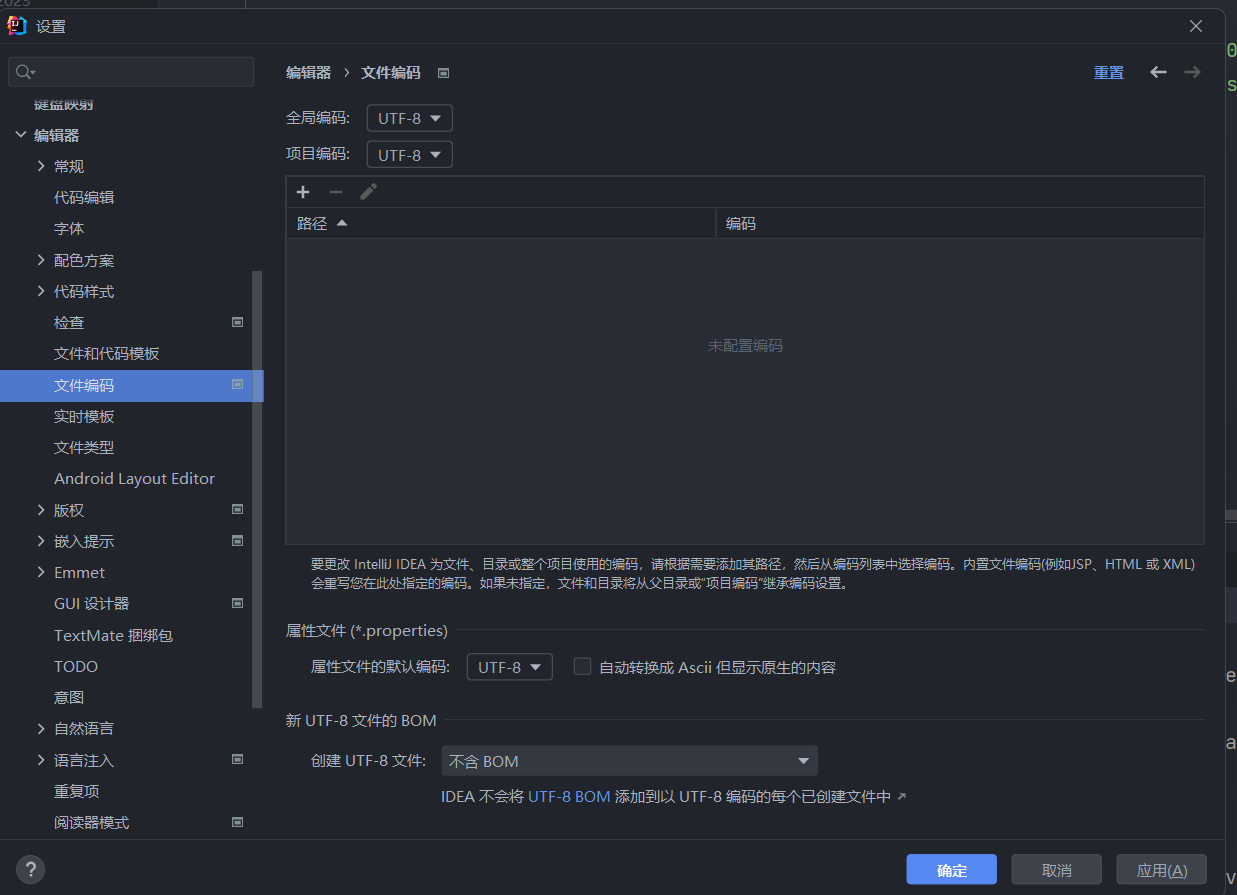 2023
设置
键盘映射
编辑器
常规
代码编辑
字体
配色方案
代码样式
检查
文件和代码模板
文件编码
实时模板
文件类型
Android Layout Editor
版权
嵌入提示
Emmet
GUI 设计器
TextMate 捆绑包
TODO
意图
自然语言
语言注入
重复项
阅读器模式
编辑器 › 文件编码
重置
全局编码: UTF-8
项目编码: UTF-8
路径 编码
未配置编码
要更改 IntelliJ IDEA 为文件、目录或整个项目使用的编码，请根据需要添加其路径，然后从编码列表中选择编码。内置文件编码(例如JSP、HTML 或 XML)
会重写您在此处指定的编码。如果未指定，文件和目录将从父目录或“项目编码”继承编码设置。
属性文件 (*.properties)
属性文件的默认编码: UTF-8 自动转换成 Ascii 但显示原生的内容
新 UTF-8 文件的 BOM
创建 UTF-8 文件: 不含 BOM
IDEA 不会将 UTF-8 BOM 添加到以 UTF-8 编码的每个已创建文件中 ↗
?
确定 取消 应用(A)
0
s
e
a
v